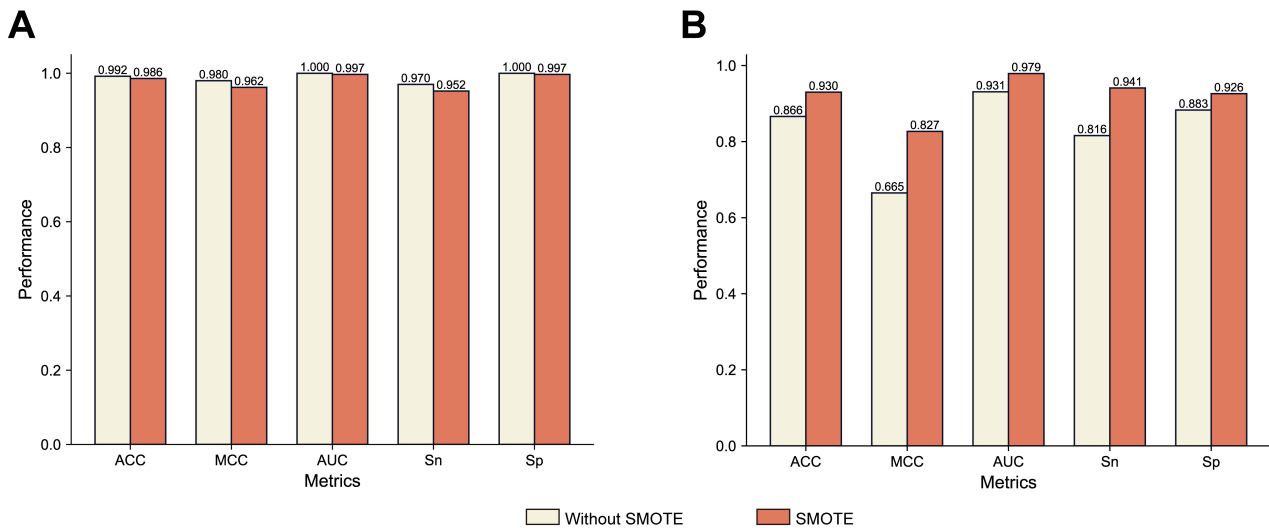 A
B
0.992 0.986 0.980 0.962 1.000 0.997 0.970 0.952 1.000 0.997
1.0
0.8
0.6
0.4
0.2
0.0
Performance
ACC MCC AUC Sn Sp
Metrics
0.866 0.930 0.665 0.827 0.931 0.979 0.816 0.941 0.883 0.926
1.0
0.8
0.6
0.4
0.2
0.0
Performance
ACC MCC AUC Sn Sp
Metrics
Without SMOTE SMOTE